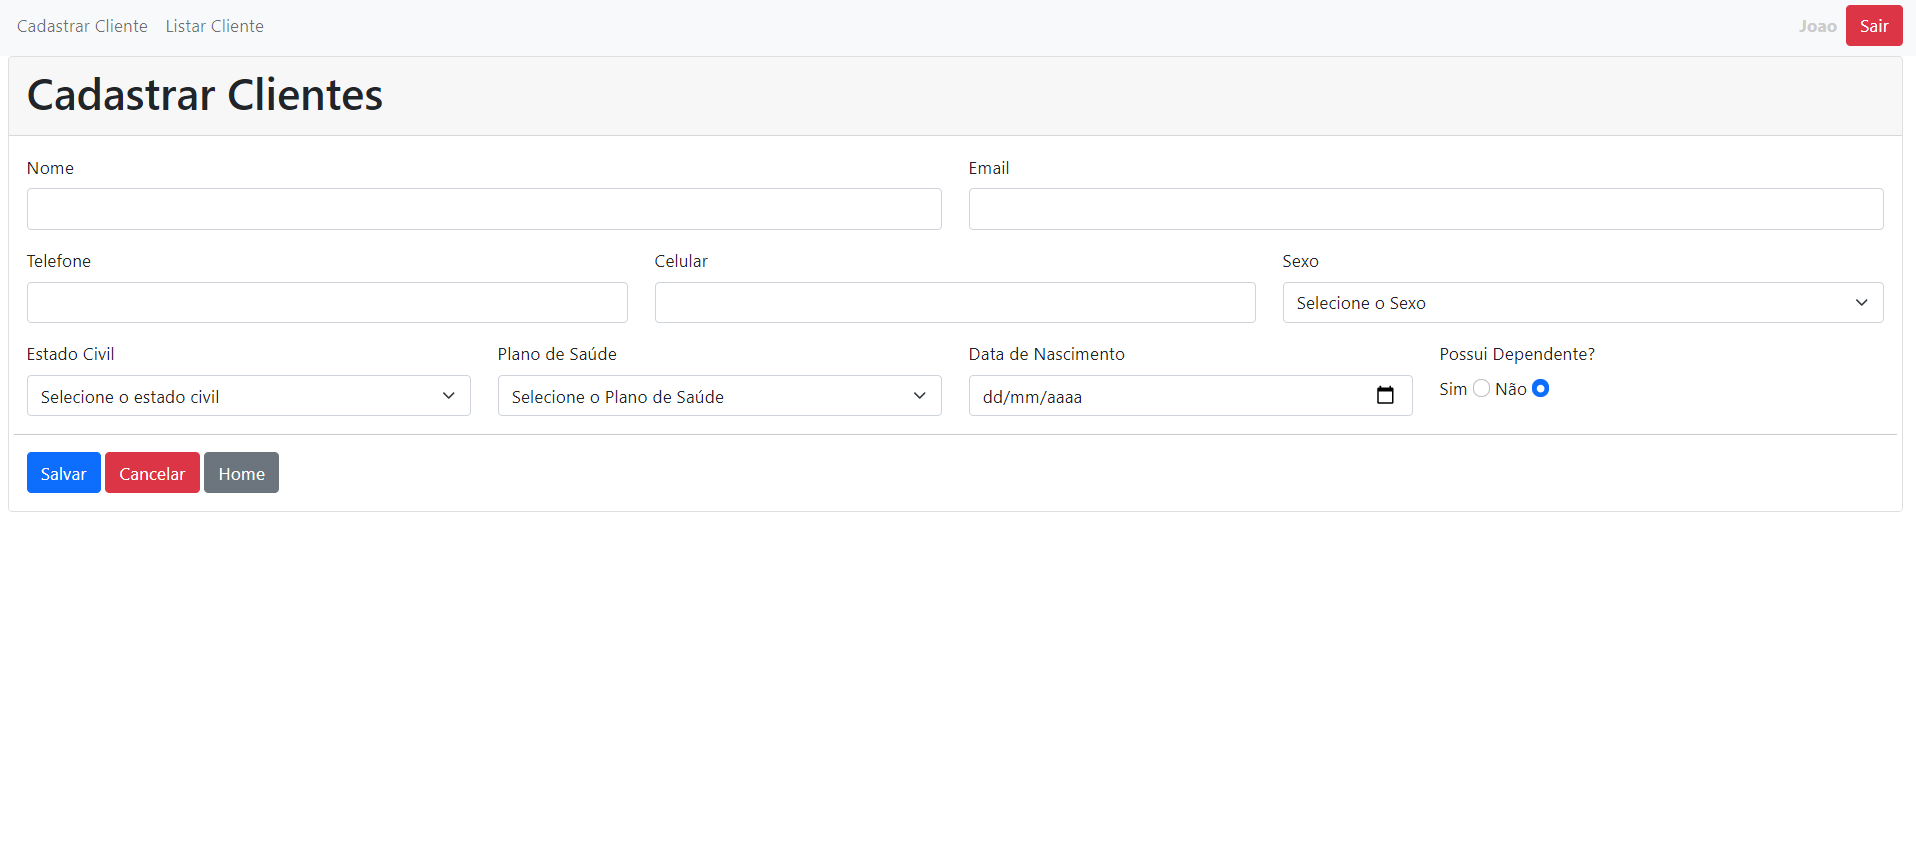 Cadastrar Cliente Listar Cliente Joao Sair
Cadastrar Clientes
Nome Email
Telefone Celular Sexo
Selecione o Sexo
Estado Civil Plano de Saúde Data de Nascimento Possui Dependente?
Selecione o estado civil Selecione o Plano de Saúde dd/mm/aaaa Sim Não
Salvar Cancelar Home